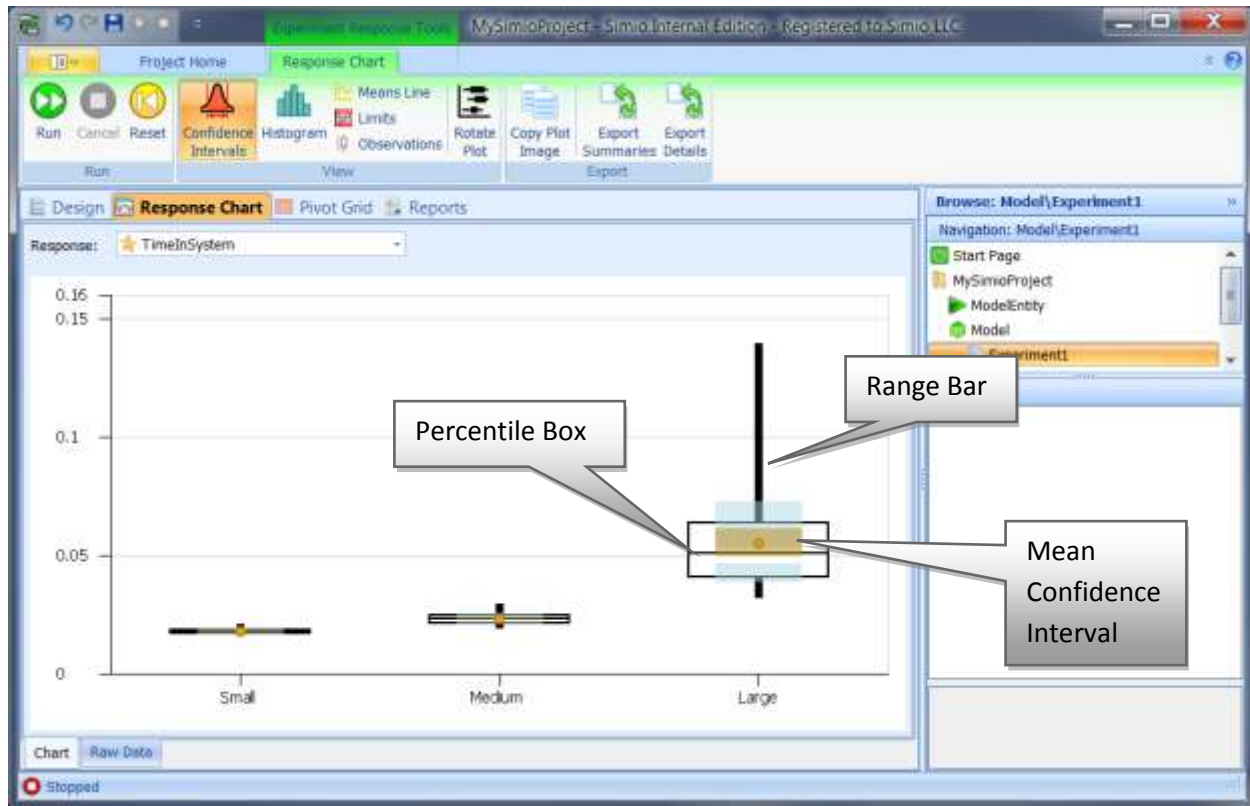 Experiment Response Tools
MySimioProject - Simio Internal Edition - Registered to Simio LLC
Project Home
Response Chart
Run
Cancel
Reset
Confidence
Intervals
Histogram
Means Line
Limits
Observations
Rotate
Plot
Copy Plot
Image
Export
Summaries
Export
Details
Run
View
Export
Design
Response Chart
Pivot Grid
Reports
Response:
TimeInSystem
Browse: Model\Experiment1
Navigation: Model\Experiment1
Start Page
MySimioProject
ModelEntity
Model
Experiment1
0.16
0.15
0.1
0.05
0
Small
Medium
Large
Percentile Box
Range Bar
Mean
Confidence
Interval
Chart
Raw Data
Stopped